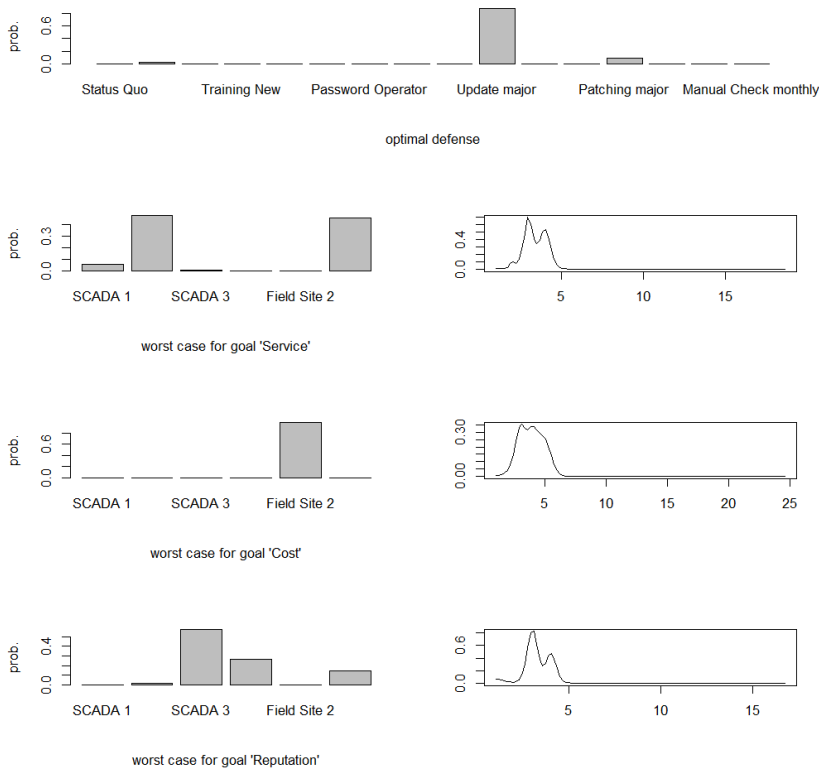 prob.
0.6
0.0
Status Quo Training New Password Operator Update major Patching major Manual Check monthly
optimal defense
prob.
0.3
0.0
SCADA 1 SCADA 3 Field Site 2
worst case for goal 'Service'
0.4
0.0
5 10 15
prob.
0.6
0.0
SCADA 1 SCADA 3 Field Site 2
worst case for goal 'Cost'
0.30
0.00
5 10 15 20 25
prob.
0.4
0.0
SCADA 1 SCADA 3 Field Site 2
worst case for goal 'Reputation'
0.6
0.0
5 10 15